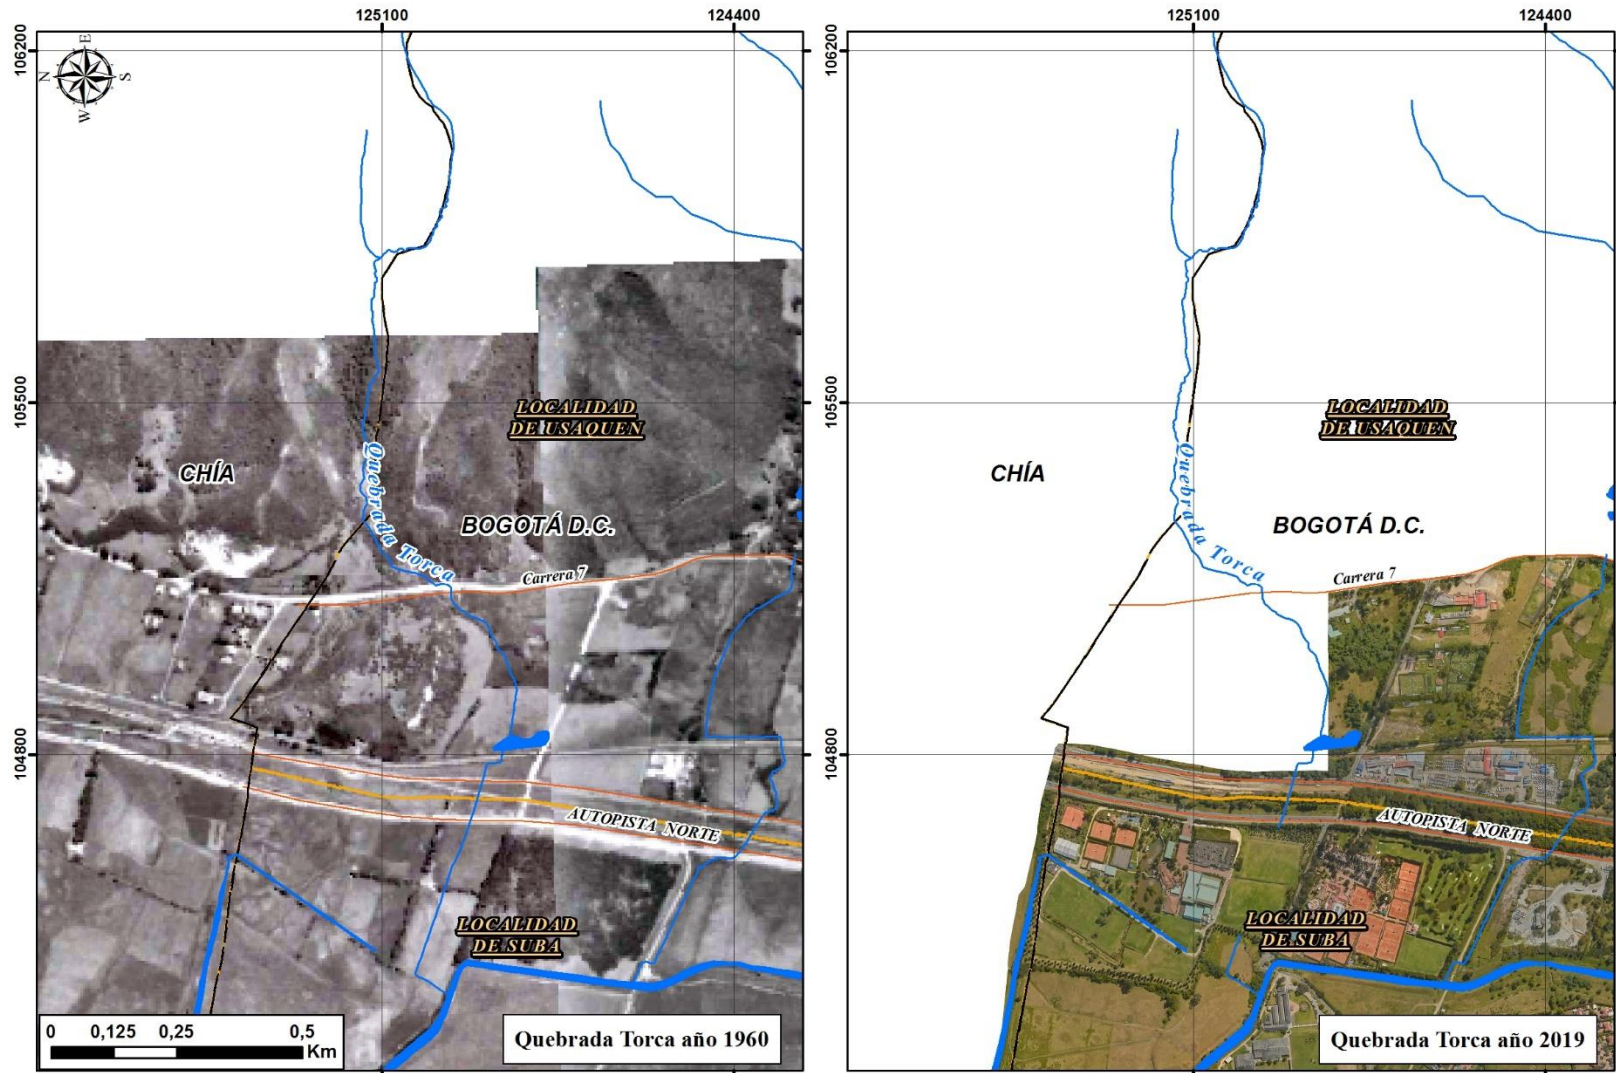 125100
124400
125100
124400
106200
106200
E
N
S
W
105500
105500
LOCALIDAD
DE USAQUEN
LOCALIDAD
DE USAQUEN
CHÍA
CHÍA
Quebrada Torca
Quebrada Torca
BOGOTÁ D.C.
BOGOTÁ D.C.
Carrera 7
Carrera 7
104800
104800
AUTOPISTA NORTE
AUTOPISTA NORTE
LOCALIDAD
DE SUBA
LOCALIDAD
DE SUBA
0 0,125 0,25 0,5
Km
Quebrada Torca año 1960
Quebrada Torca año 2019